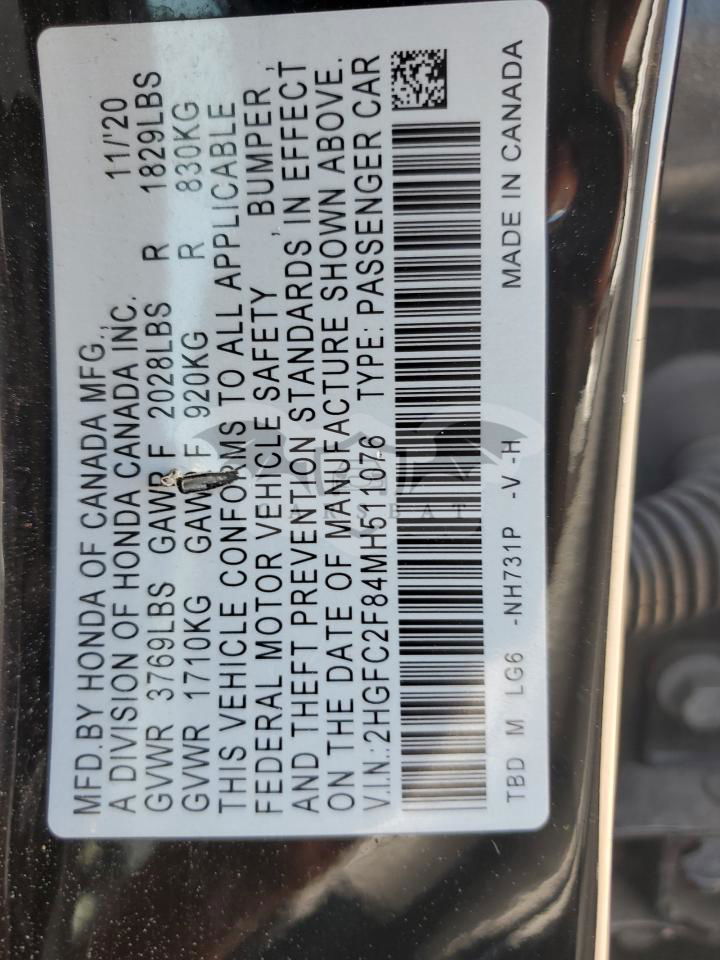 MFD.BY HONDA OF CANADA MFG.,
A DIVISION OF HONDA CANADA INC. 11/'20
GVWR 3769LBS GAWR F 2028LBS R 1829LBS
GVWR 1710KG GAWR F 920KG R 830KG
THIS VEHICLE CONFORMS TO ALL APPLICABLE
FEDERAL MOTOR VEHICLE SAFETY , BUMPER ,
AND THEFT PREVENTION STANDARDS IN EFFECT
ON THE DATE OF MANUFACTURE SHOWN ABOVE.
V.I.N.:2HGFC2F84MH511076 TYPE: PASSENGER CAR
TBD M LG6 -NH731P -V -H MADE IN CANADA